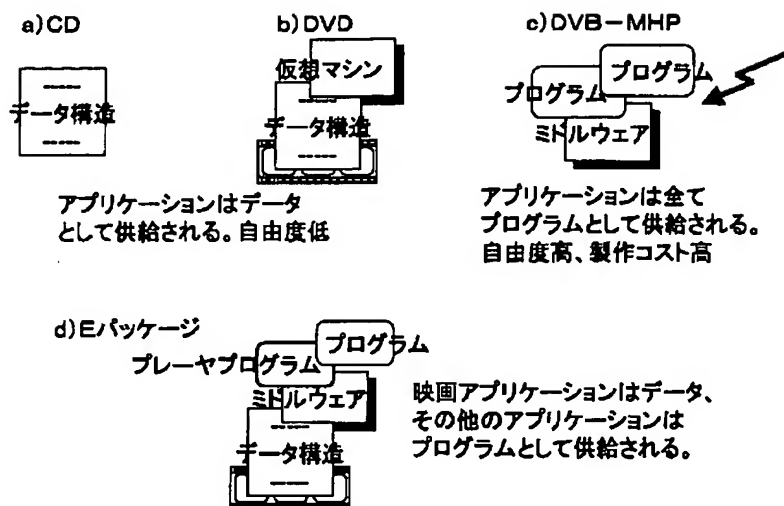 a)CD
データ構造
b)DVD
仮想マシン
データ構造
アプリケーションはデータ
として供給される。自由度低
c)DVB-MHP
プログラム
プログラム
ミドルウェア
アプリケーションは全て
プログラムとして供給される。
自由度高、製作コスト高
d)Eパッケージ
プログラム
プレーヤプログラム
ミドルウェア
データ構造
映画アプリケーションはデータ、
その他のアプリケーションは
プログラムとして供給される。